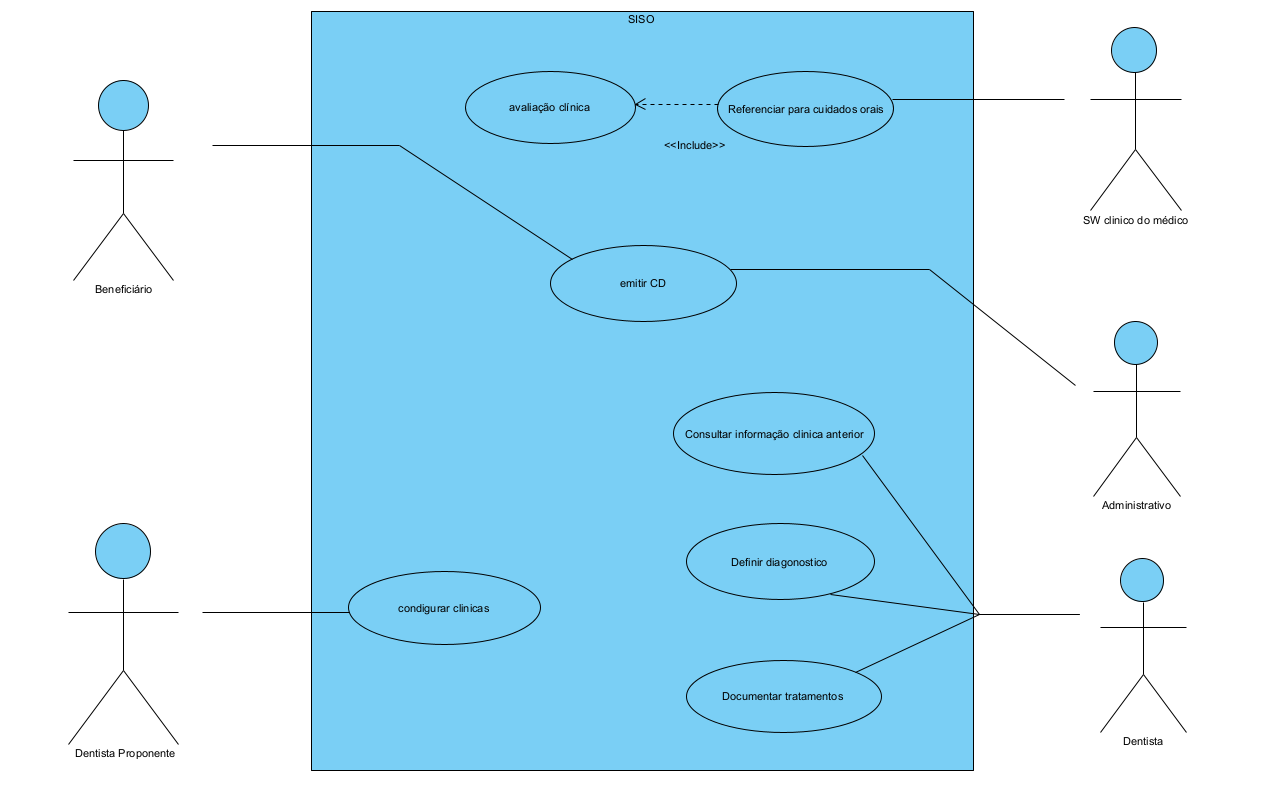 SISO
avaliação clínica
Referenciar para cuidados orais
<<Include>>
SW clinico do médico
emitir CD
Beneficiário
Consultar informação clinica anterior
Administrativo
Definir diagonostico
condigurar clinicas
Documentar tratamentos
Dentista
Dentista Proponente